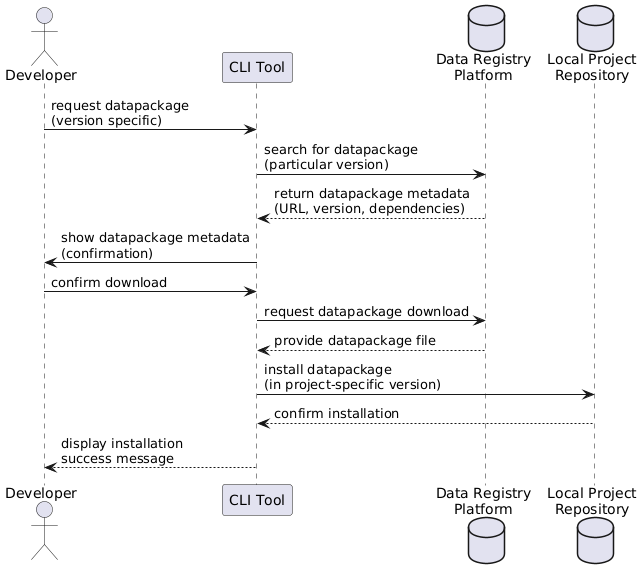 Developer
CLI Tool
Data Registry
Platform
Local Project
Repository
request datapackage
(version specific)
search for datapackage
(particular version)
return datapackage metadata
(URL, version, dependencies)
show datapackage metadata
(confirmation)
confirm download
request datapackage download
provide datapackage file
install datapackage
(in project-specific version)
confirm installation
display installation
success message
Developer
CLI Tool
Data Registry
Platform
Local Project
Repository